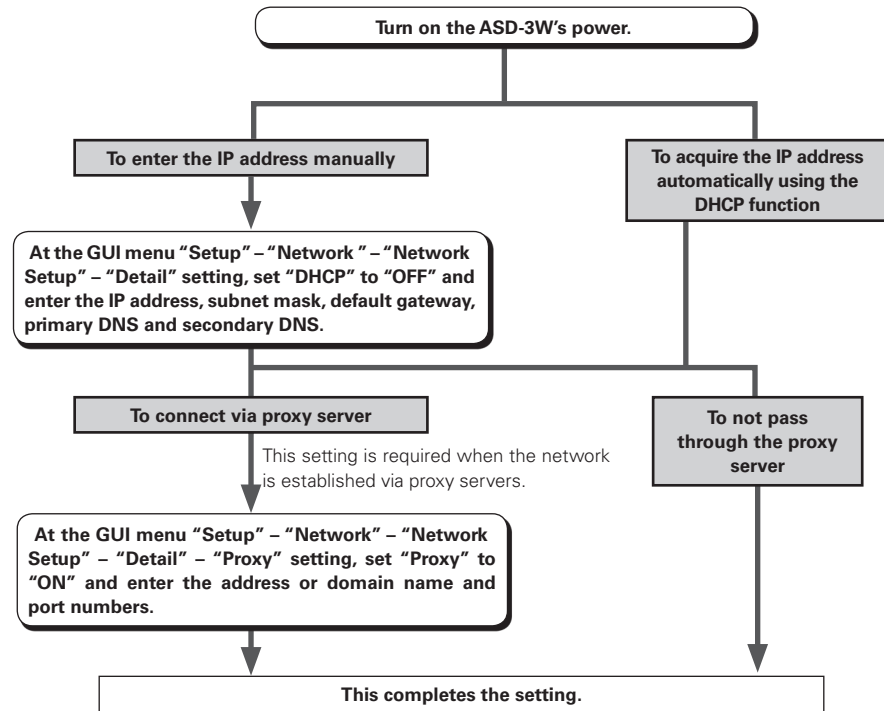 Turn on the ASD-3W's power.
To enter the IP address manually
To acquire the IP address
automatically using the
DHCP function
At the GUI menu “Setup” – “Network ” – “Network
Setup” – “Detail” setting, set “DHCP” to “OFF” and
enter the IP address, subnet mask, default gateway,
primary DNS and secondary DNS.
To connect via proxy server
To not pass
through the proxy
server
This setting is required when the network
is established via proxy servers.
At the GUI menu “Setup” – “Network” – “Network
Setup” – “Detail” – “Proxy” setting, set “Proxy” to
“ON” and enter the address or domain name and
port numbers.
This completes the setting.